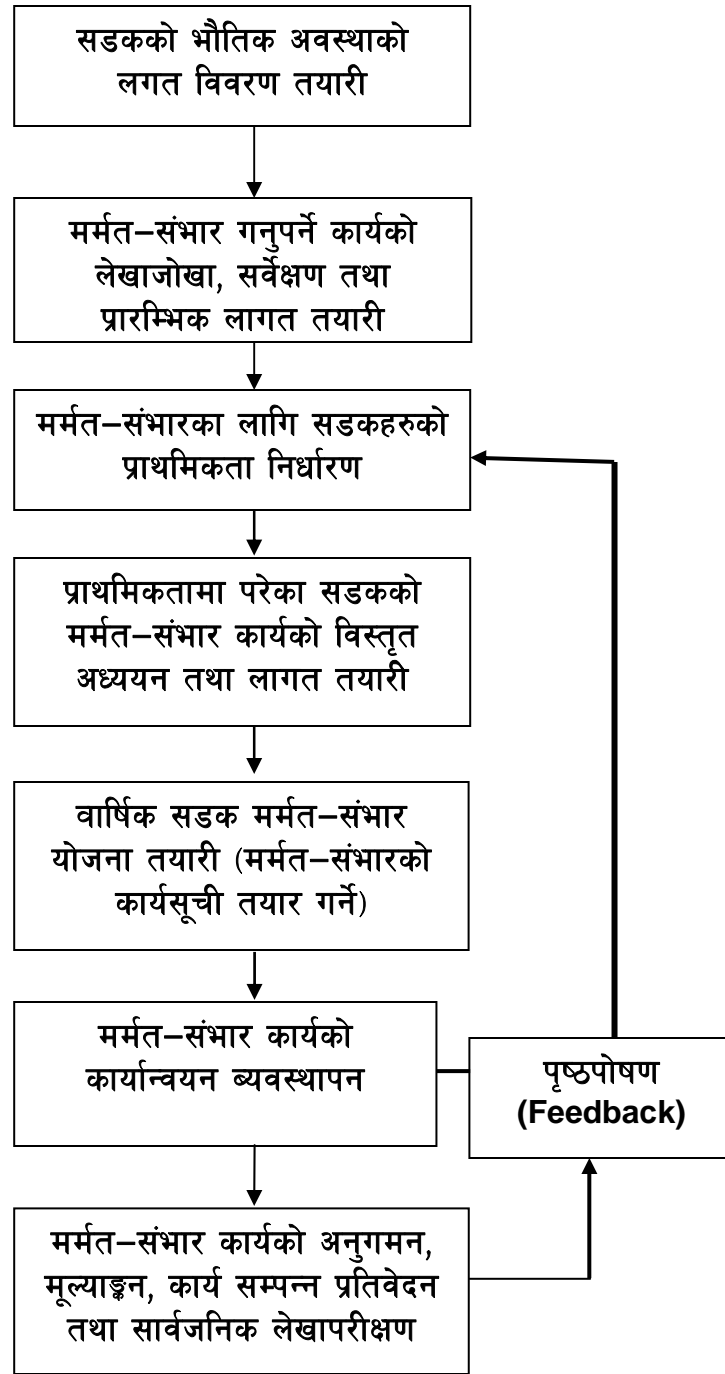 सडकको भौतिक अवस्थाको
लगत विवरण तयारी
मर्मत–संभार गनुपर्ने कार्यको
लेखाजोखा, सर्वेक्षण तथा
प्रारम्भिक लागत तयारी
मर्मत–संभारका लागि सडकहरुको
प्राथमिकता निर्धारण
प्राथमिकतामा परेका सडकको
मर्मत–संभार कार्यको विस्तृत
अध्ययन तथा लागत तयारी
वार्षिक सडक मर्मत–संभार
योजना तयारी (मर्मत–संभारको
कार्यसूची तयार गर्ने)
मर्मत–संभार कार्यको
कार्यान्वयन ब्यवस्थापन
पृष्ठपोषण
(Feedback)
मर्मत–संभार कार्यको अनुगमन,
मूल्याङ्कन, कार्य सम्पन्न प्रतिवेदन
तथा सार्वजनिक लेखापरीक्षण